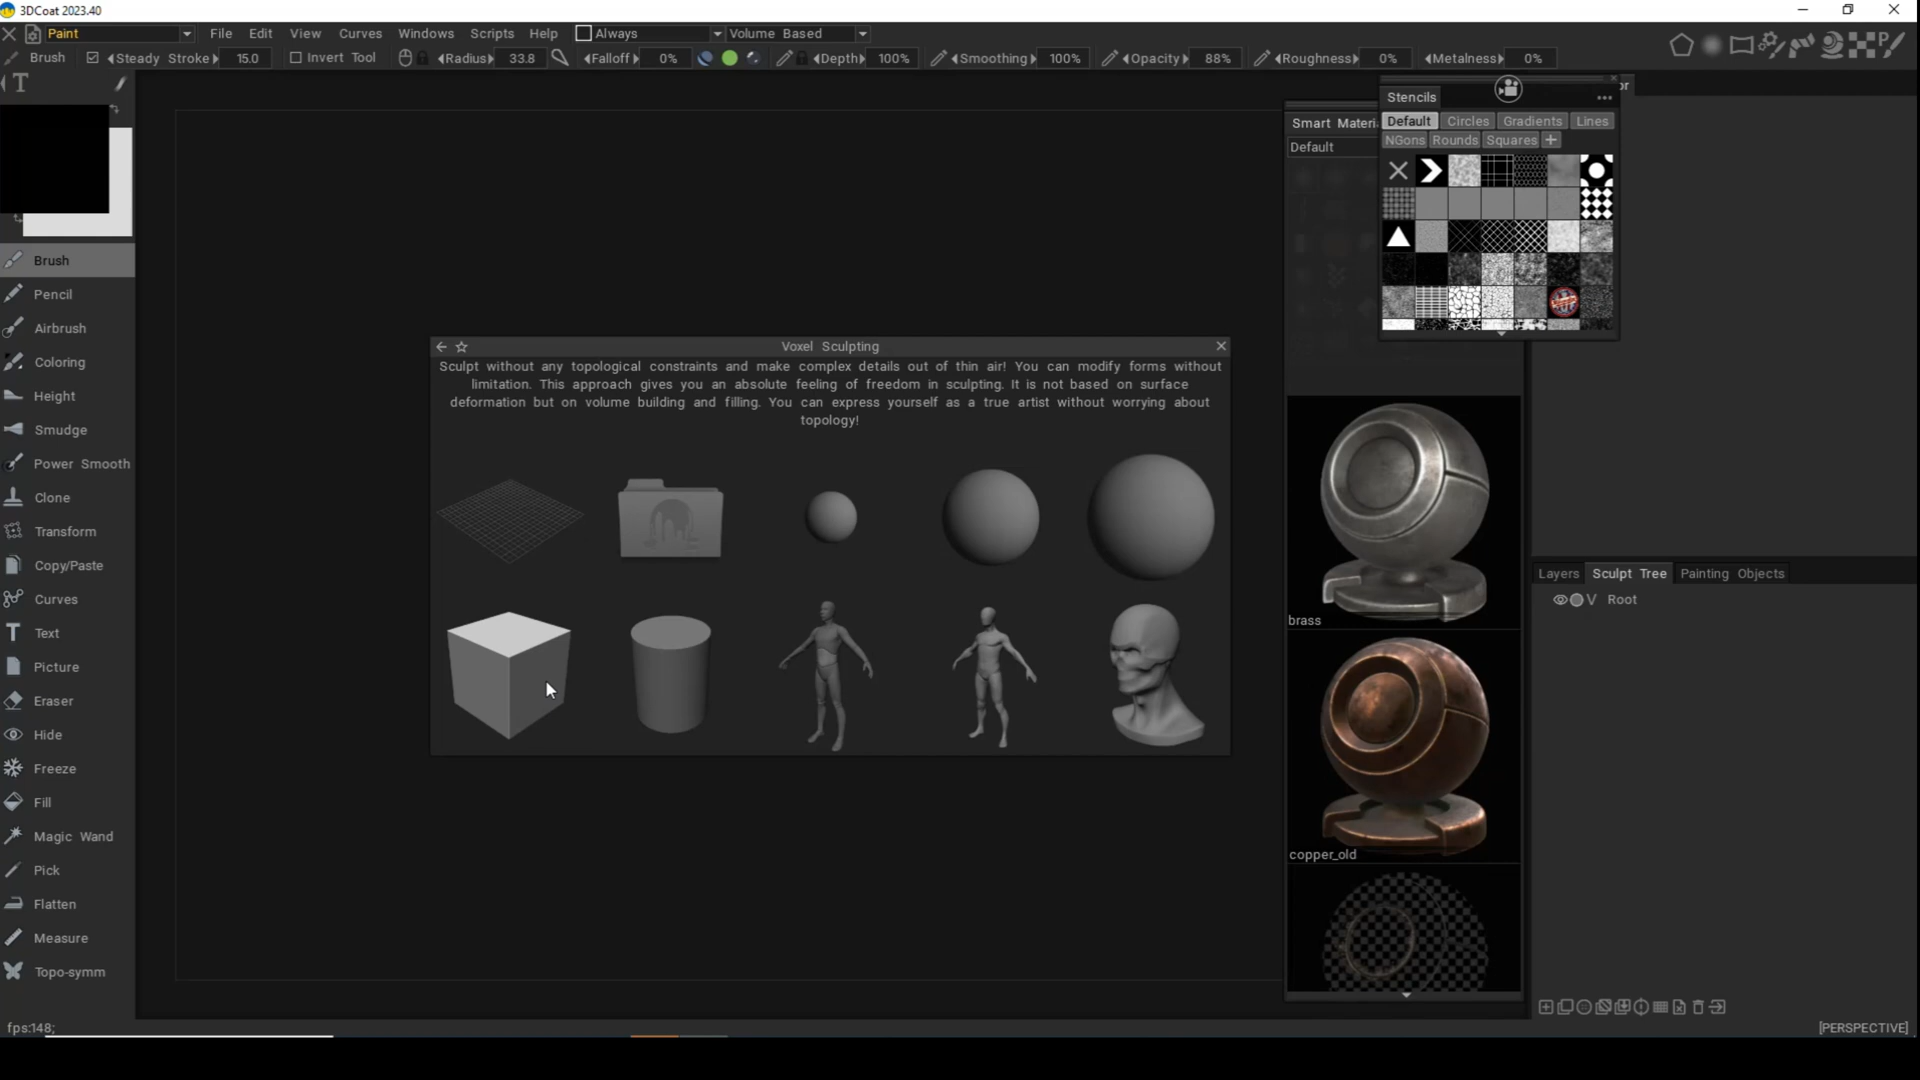 3DCoat 2023.40
Paint File Edit View Curves Windows Scripts Help Always Volume Based
Brush Steady Stroke 15.0 Invert Tool Radius 33.8 Falloff 0% Depth 100% Smoothing 100% Opacity 88% Roughness 0% Metalness 0%
T
Stencils
Default Circles Gradients Lines
NGons Rounds Squares +
Smart Materi
Default
Brush
Pencil
Airbrush
Coloring
Height
Smudge
Power Smooth
Clone
Transform
Copy/Paste
Curves
Text
Picture
Eraser
Hide
Freeze
Fill
Magic Wand
Pick
Flatten
Measure
Topo-symm
Voxel Sculpting
Sculpt without any topological constraints and make complex details out of thin air! You can modify forms without
limitation. This approach gives you an absolute feeling of freedom in sculpting. It is not based on surface
deformation but on volume building and filling. You can express yourself as a true artist without worrying about
topology!
brass
copper_old
Layers Sculpt Tree Painting Objects
V Root
fps:148;
[PERSPECTIVE]